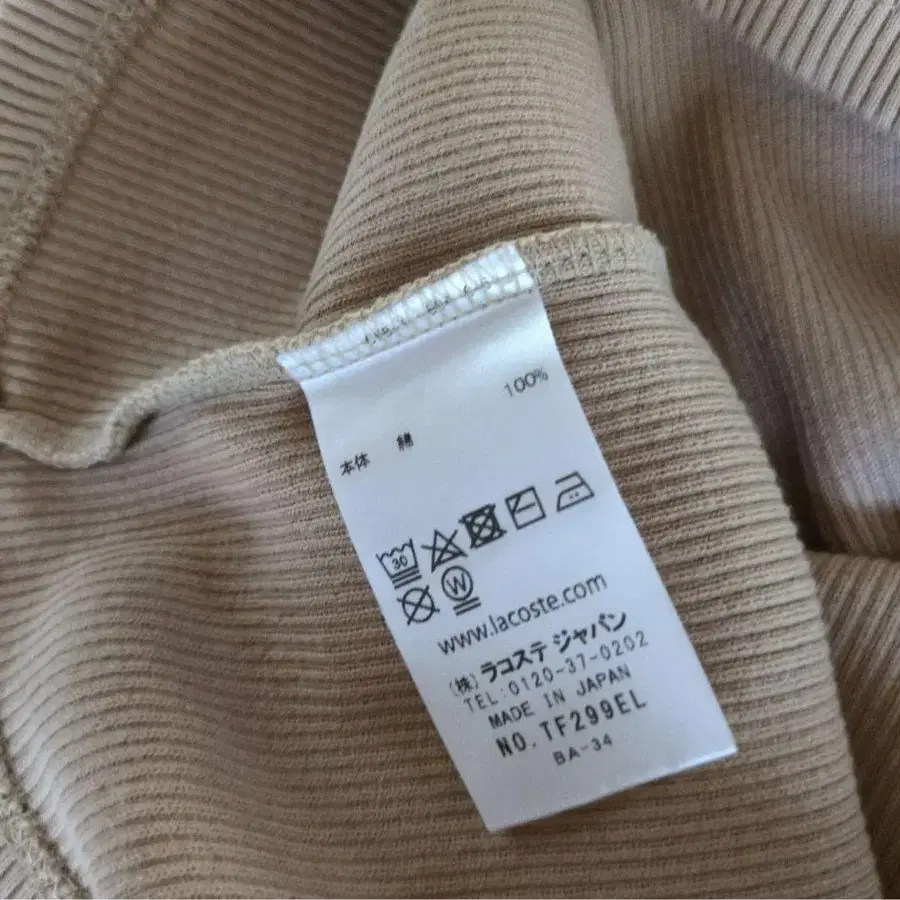 100%
本体 綿
30
W
www.lacoste.com
(株) ラコステ ジャパン
TEL:0120-37-0202
MADE IN JAPAN
NO. TF299EL
BA-34